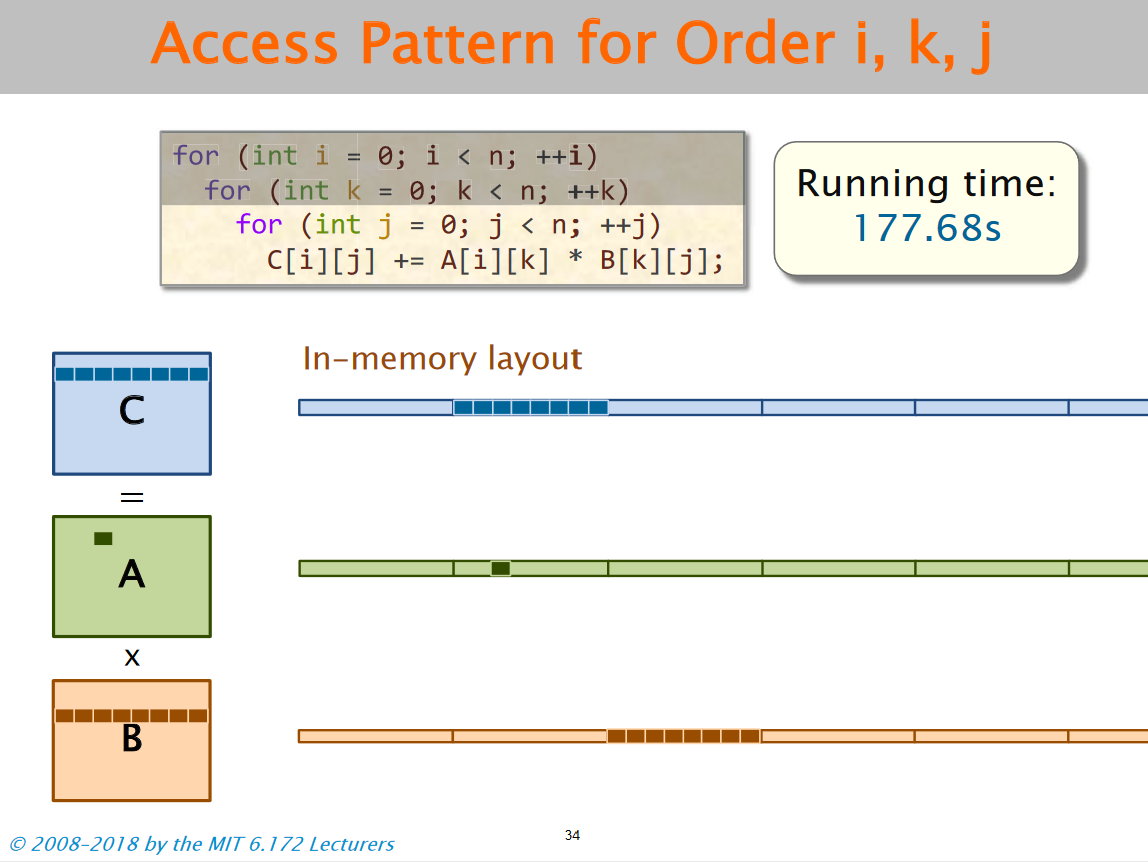 Access Pattern for Order i, k, j
for (int i = 0; i < n; ++i)
for (int k = 0; k < n; ++k)
for (int j = 0; j < n; ++j)
C[i][j] += A[i][k] * B[k][j];
Running time:
177.68s
In-memory layout
C
=
A
x
B
© 2008-2018 by the MIT 6.172 Lecturers
34